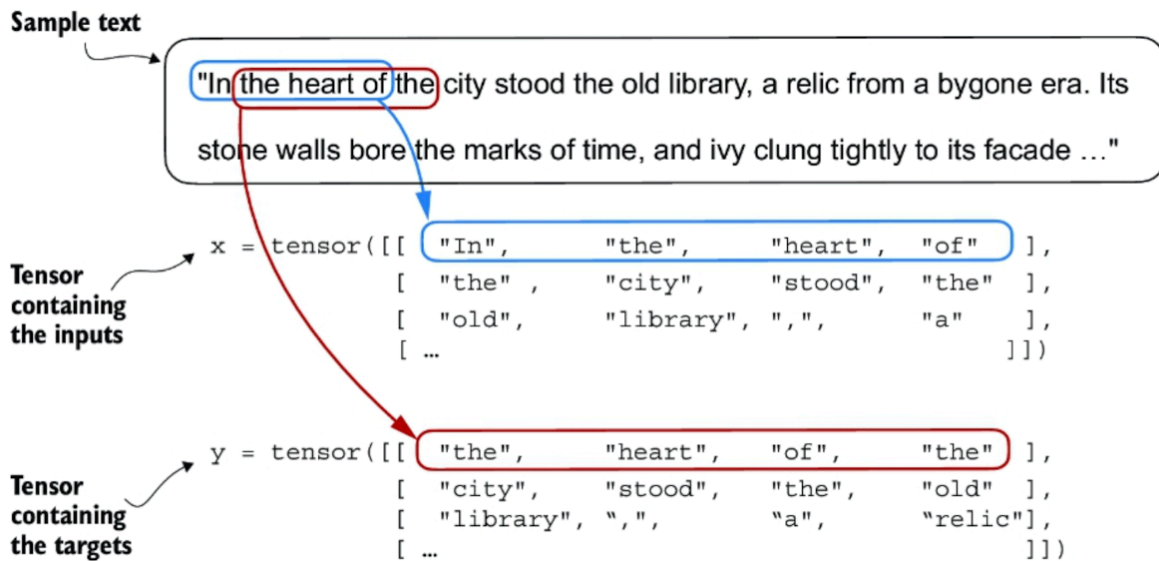 Sample text
"In the heart of the city stood the old library, a relic from a bygone era. Its
stone walls bore the marks of time, and ivy clung tightly to its facade …"
x = tensor([[ "In", "the", "heart", "of" ],
[ "the" , "city", "stood", "the" ],
[ "old", "library", ",", "a" ],
[ … ]])
Tensor
containing
the inputs
y = tensor([[ "the", "heart", "of", "the" ],
[ "city", "stood", "the", "old" ],
[ "library", “,", “a", “relic"],
[ … ]])
Tensor
containing
the targets